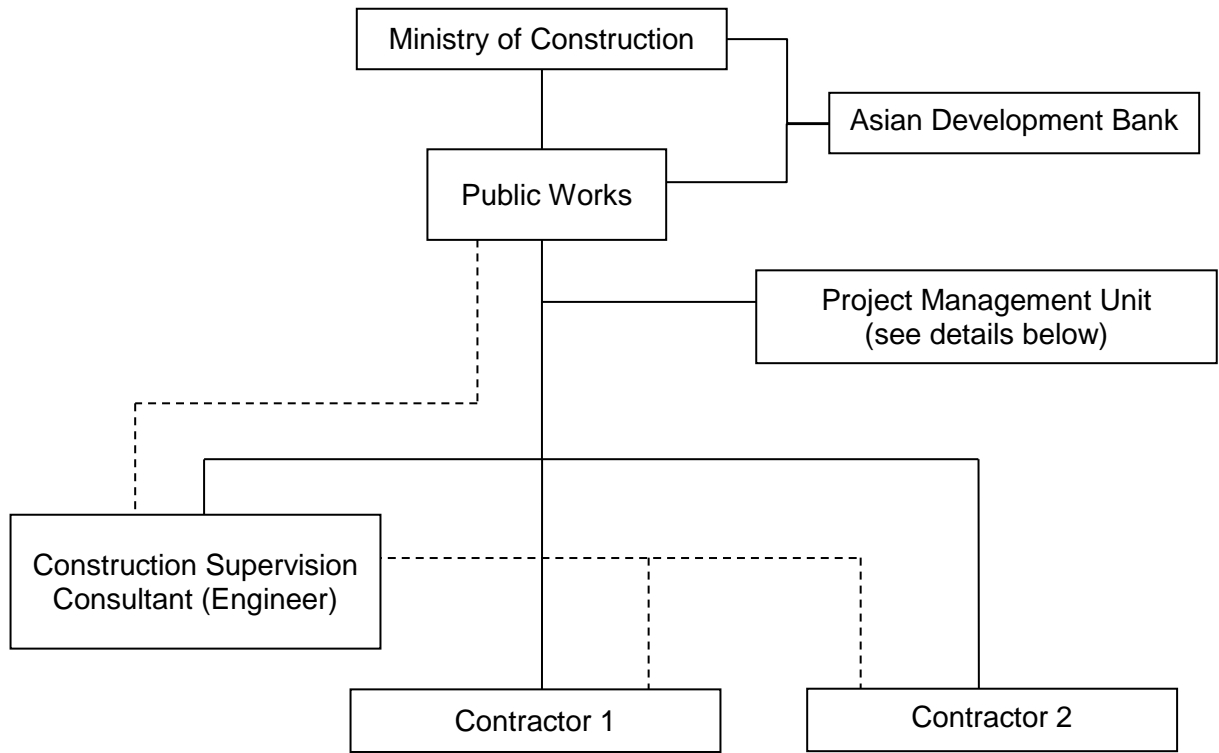 Ministry of Construction
Asian Development Bank
Public Works
Project Management Unit
(see details below)
Construction Supervision
Consultant (Engineer)
Contractor 1
Contractor 2